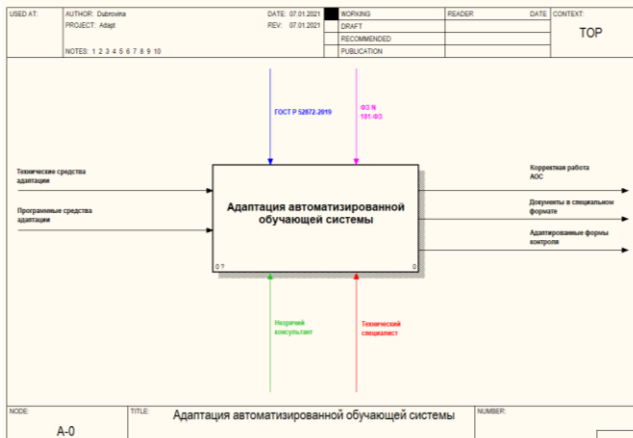 USED AT:
AUTHOR: Dubrovina
DATE: 07.01.2021
WORKING
READER
DATE
CONTEXT:
PROJECT: Adapt
REV: 07.01.2021
DRAFT
TOP
RECOMMENDED
NOTES: 1 2 3 4 5 6 7 8 9 10
PUBLICATION
ГОСТ Р 52872-2019
ФЗ N
181-ФЗ
Технические средства
адаптации
Программные средства
адаптации
Адаптация автоматизированной
обучающей системы
0 ?
0
Корректная работа
АОС
Документы в специальном
формате
Адаптированные формы
контроля
Незрячий
консультант
Технический
специалист
NODE:
A-0
TITLE:
Адаптация автоматизированной обучающей системы
NUMBER: